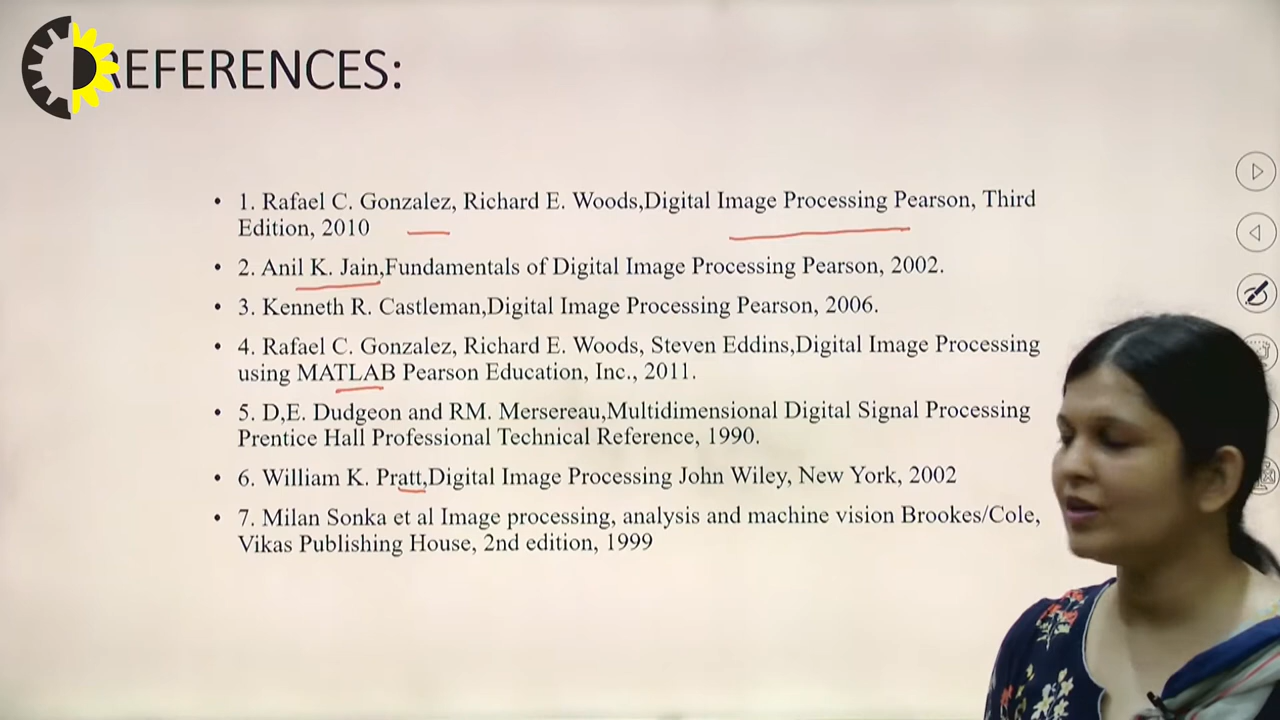 REFERENCES:
• 1. Rafael C. Gonzalez, Richard E. Woods,Digital Image Processing Pearson, Third
Edition, 2010
• 2. Anil K. Jain,Fundamentals of Digital Image Processing Pearson, 2002.
• 3. Kenneth R. Castleman,Digital Image Processing Pearson, 2006.
• 4. Rafael C. Gonzalez, Richard E. Woods, Steven Eddins,Digital Image Processing
using MATLAB Pearson Education, Inc., 2011.
• 5. D,E. Dudgeon and RM. Mersereau,Multidimensional Digital Signal Processing
Prentice Hall Professional Technical Reference, 1990.
• 6. William K. Pratt,Digital Image Processing John Wiley, New York, 2002
• 7. Milan Sonka et al Image processing, analysis and machine vision Brookes/Cole,
Vikas Publishing House, 2nd edition, 1999